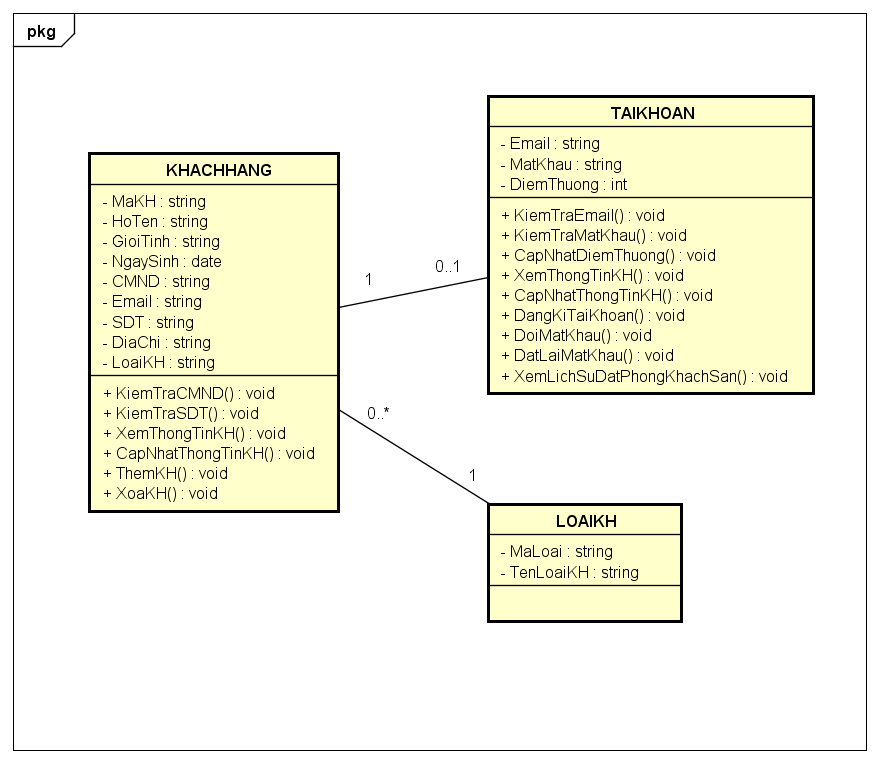 pkg
KHACHHANG
- MaKH : string
- HoTen : string
- GioiTinh : string
- NgaySinh : date
- CMND : string
- Email : string
- SDT : string
- DiaChi : string
- LoaiKH : string
+ KiemTraCMND() : void
+ KiemTraSDT() : void
+ XemThongTinKH() : void
+ CapNhatThongTinKH() : void
+ ThemKH() : void
+ XoaKH() : void
1
0..1
TAIKHOAN
- Email : string
- MatKhau : string
- DiemThuong : int
+ KiemTraEmail() : void
+ KiemTraMatKhau() : void
+ CapNhatDiemThuong() : void
+ XemThongTinKH() : void
+ CapNhatThongTinKH() : void
+ DangKiTaiKhoan() : void
+ DoiMatKhau() : void
+ DatLaiMatKhau() : void
+ XemLichSuDatPhongKhachSan() : void
0..*
1
LOAIKH
- MaLoai : string
- TenLoaiKH : string